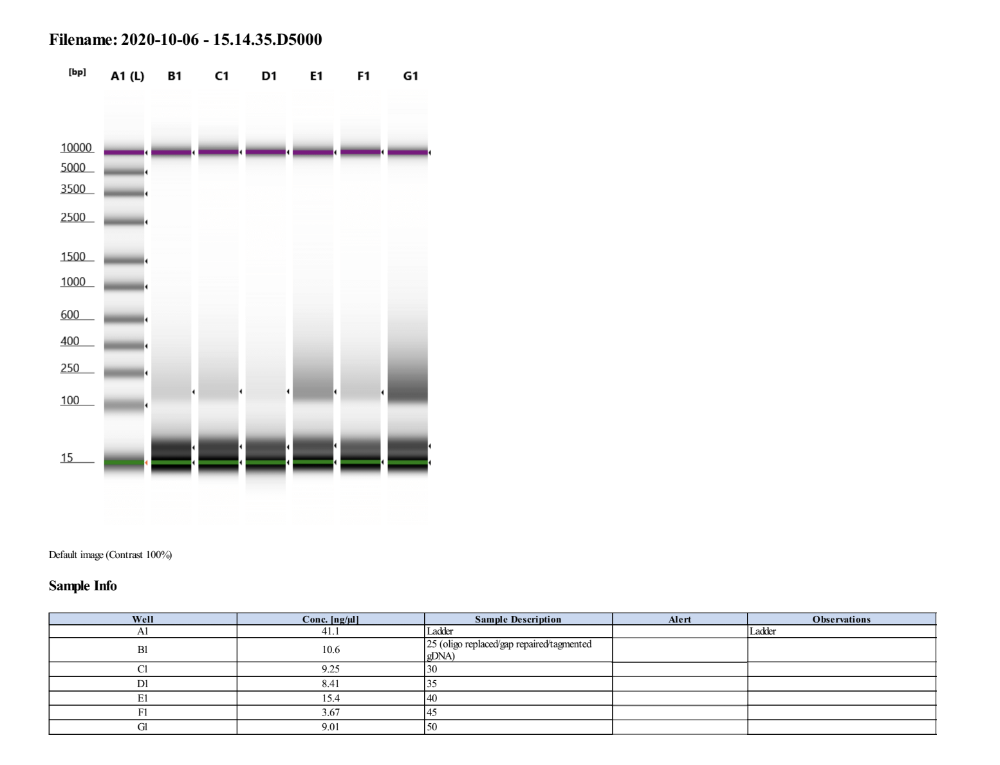 Filename: 2020-10-06 - 15.14.35.D5000
[bp] A1 (L) B1 C1 D1 E1 F1 G1
10000
5000
3500
2500
1500
1000
600
400
250
100
15
Default image (Contrast 100%)
Sample Info
Well Conc. [ng/µl] Sample Description Alert Observations
A1 41.1 Ladder Ladder
B1 10.6 25 (oligo replaced/gap repaired/tagmented
gDNA)
C1 9.25 30
D1 8.41 35
E1 15.4 40
F1 3.67 45
G1 9.01 50